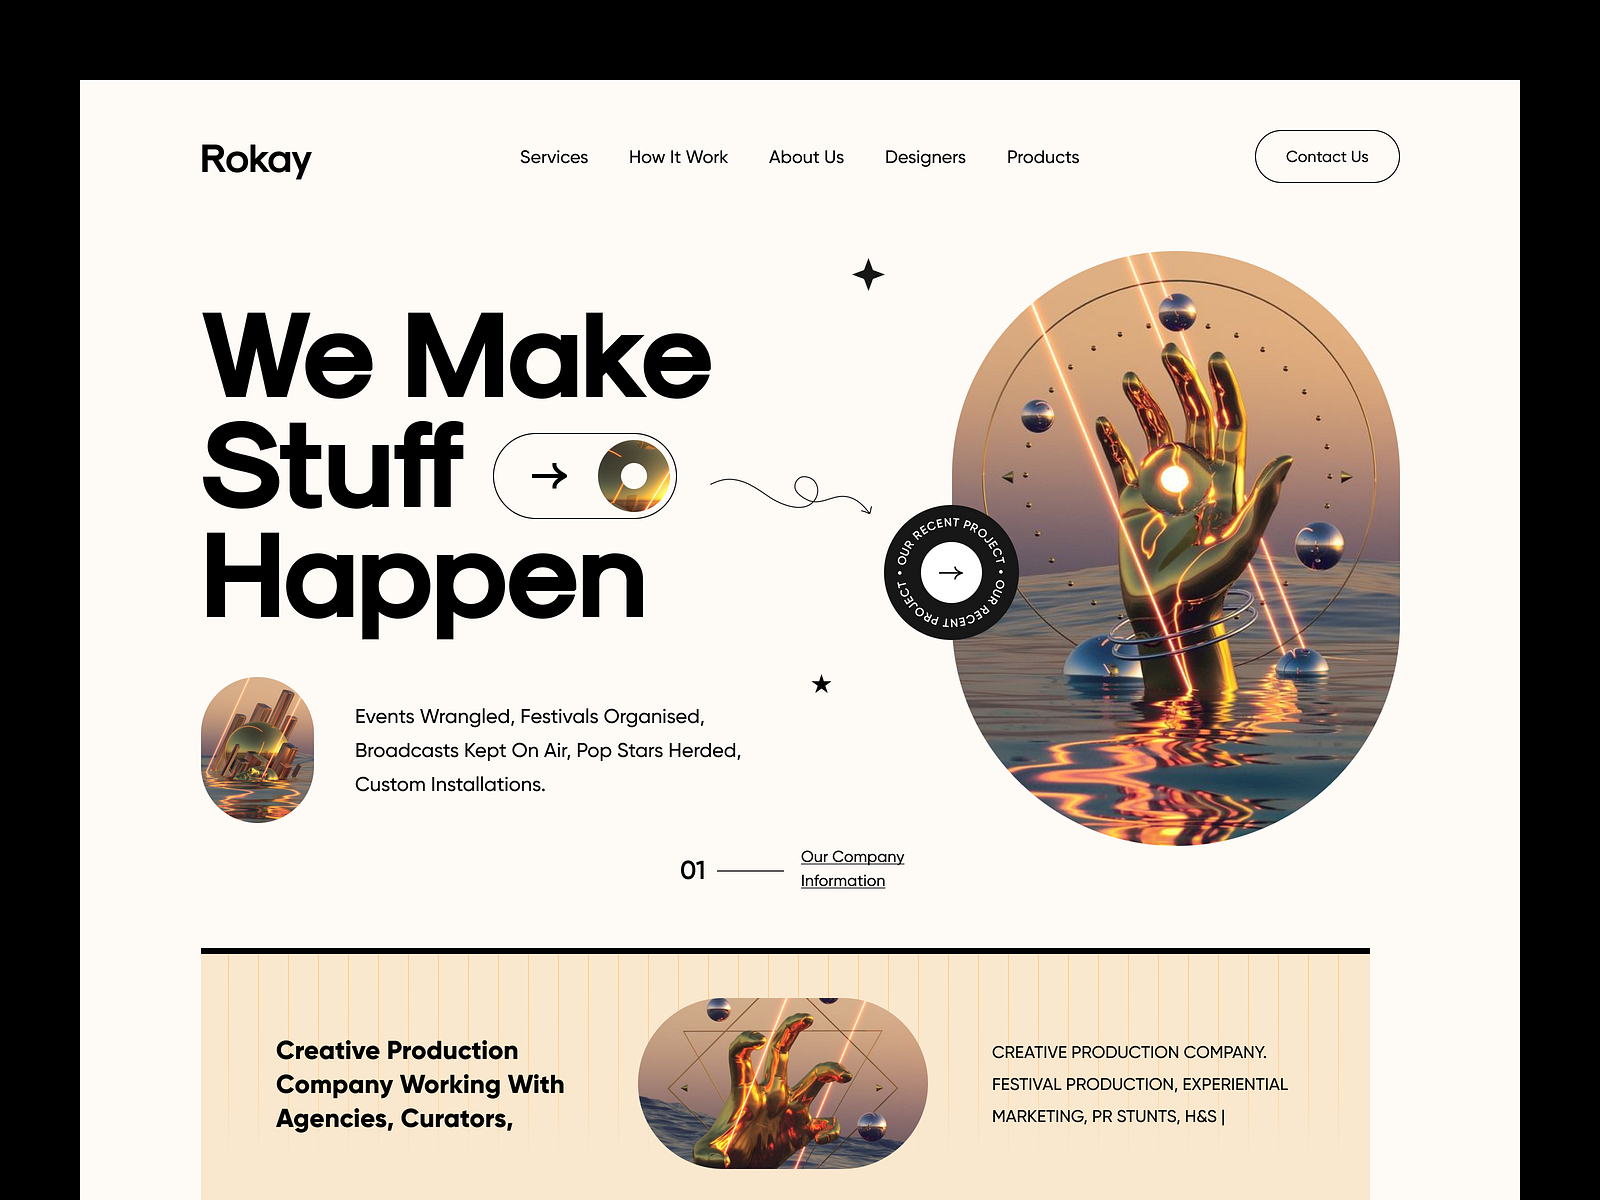 Rokay
Services
How It Work
About Us
Designers
Products
Contact Us
We Make
Stuff
Happen
OUR RECENT PROJECT • OUR RECENT PROJECT •
Events Wrangled, Festivals Organised,
Broadcasts Kept On Air, Pop Stars Herded,
Custom Installations.
01
Our Company
Information
Creative Production
Company Working With
Agencies, Curators,
CREATIVE PRODUCTION COMPANY.
FESTIVAL PRODUCTION, EXPERIENTIAL
MARKETING, PR STUNTS, H&S |